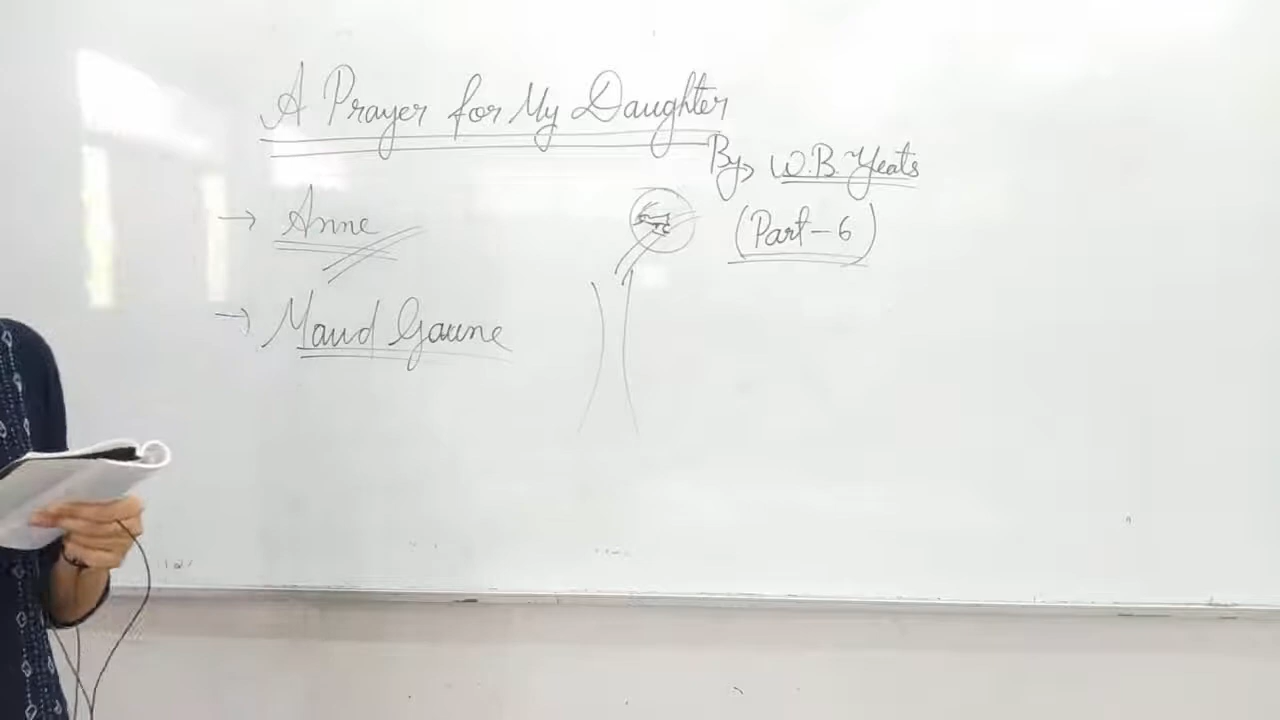 A Prayer for My Daughter
By, W.B. Yeats
→ Anne
(Part-6)
→ Maud Gaune